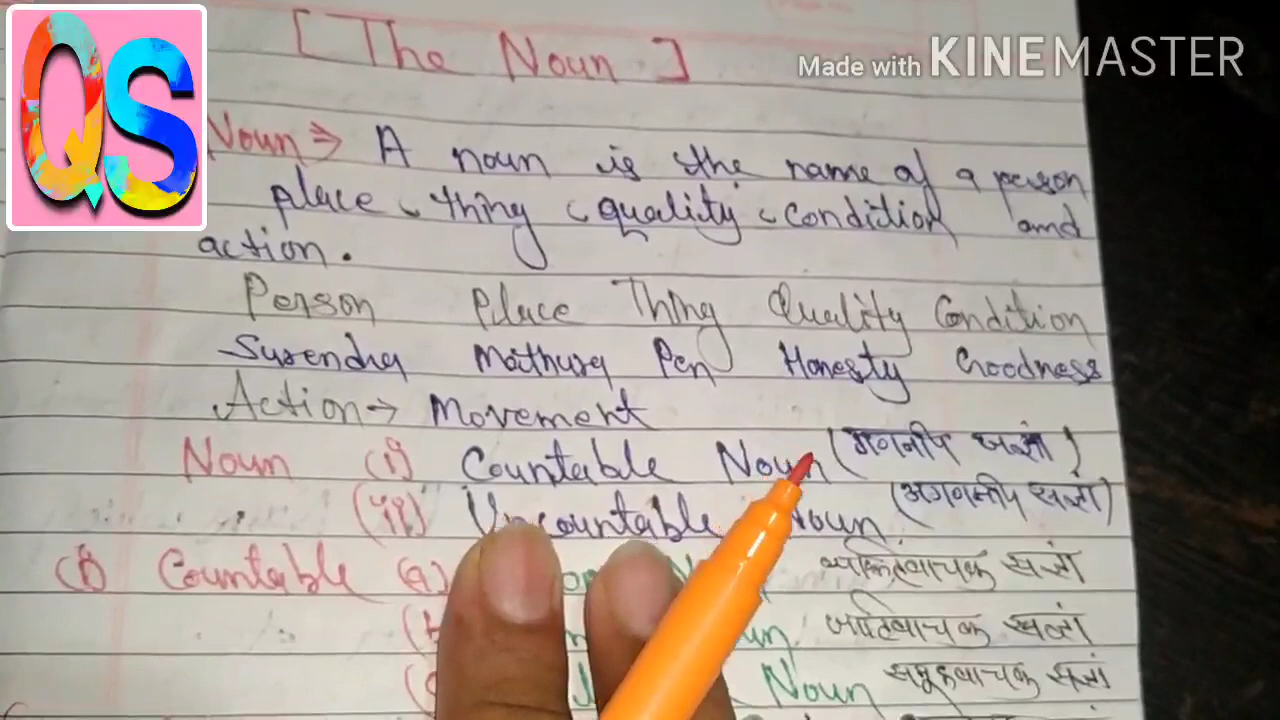 QS
Made with KINEMASTER
[ The Noun ]
Noun ⇒ A noun is the name of a person
place, thing, quality, condition and
action.
Person Place Thing Quality Condition
Surendra Mathura Pen Honesty Goodness
Action → Movement
Noun (i) Countable Noun (गणनीय संज्ञा)
(ii) Uncountable Noun (अगणनीय संज्ञा)
(i) Countable (a) व्यक्तिवाचक संज्ञा
जातिवाचक संज्ञा
Noun समूहवाचक संज्ञा